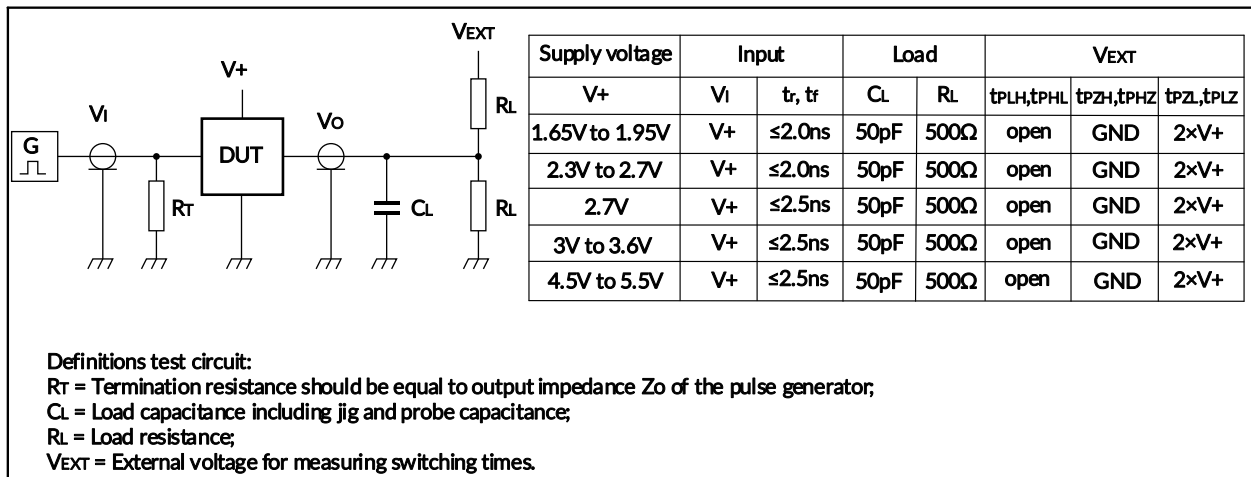 VEXT
V+
RL
VI
VO
G
DUT
RT
CL
RL
Supply voltage Input Load VEXT
V+ VI tr, tf CL RL tPLH,tPHL tPZH,tPHZ tPZL,tPLZ
1.65V to 1.95V V+ ≤2.0ns 50pF 500Ω open GND 2×V+
2.3V to 2.7V V+ ≤2.0ns 50pF 500Ω open GND 2×V+
2.7V V+ ≤2.5ns 50pF 500Ω open GND 2×V+
3V to 3.6V V+ ≤2.5ns 50pF 500Ω open GND 2×V+
4.5V to 5.5V V+ ≤2.5ns 50pF 500Ω open GND 2×V+
Definitions test circuit:
RT = Termination resistance should be equal to output impedance Zo of the pulse generator;
CL = Load capacitance including jig and probe capacitance;
RL = Load resistance;
VEXT = External voltage for measuring switching times.